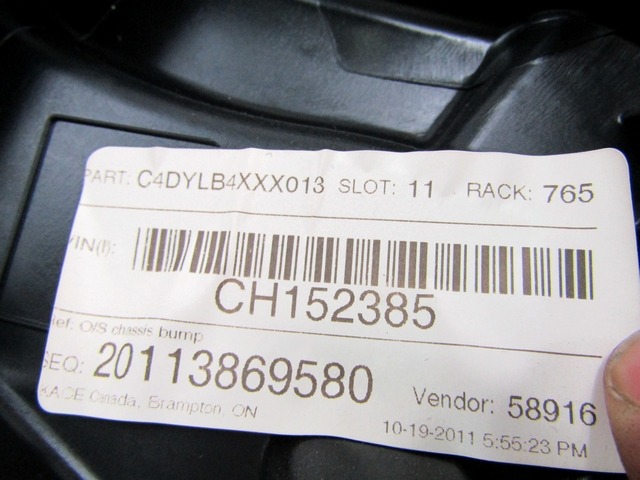 PART: C4DYLB4XXX013 SLOT: 11 RACK: 765
VIN(f):
CH152385
Ref: O/S chassis bump
SEQ: 20113869580 Vendor: 58916
Canada, Brampton, ON
10-19-2011 5:55:23 PM